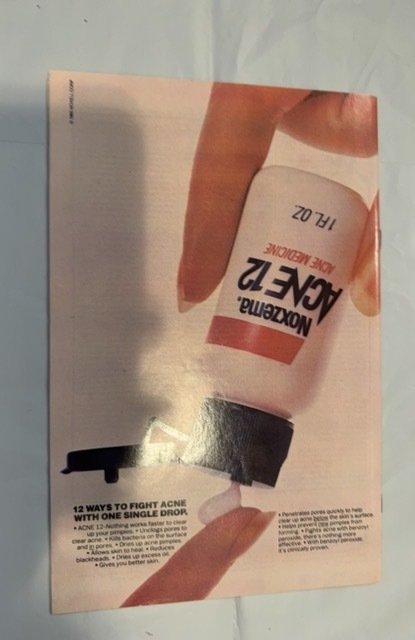 1 FL. OZ.
ACNE MEDICINE
ACNE 12
Noxzema®
12 WAYS TO FIGHT ACNE
WITH ONE SINGLE DROP.
• ACNE 12-Nothing works faster to clear
up your pimples. • Unclogs pores to
clear acne. • Kills bacteria on the surface
and in pores. • Dries up acne pimples.
• Allows skin to heal. • Reduces
blackheads. • Dries up excess oil.
• Gives you better skin.
• Penetrates pores quickly to help
clear up acne below the skin's surface.
• Helps prevent new pimples from
forming. • Fights acne with benzoyl
peroxide, there's nothing more
effective. • With benzoyl peroxide,
it's clinically proven.